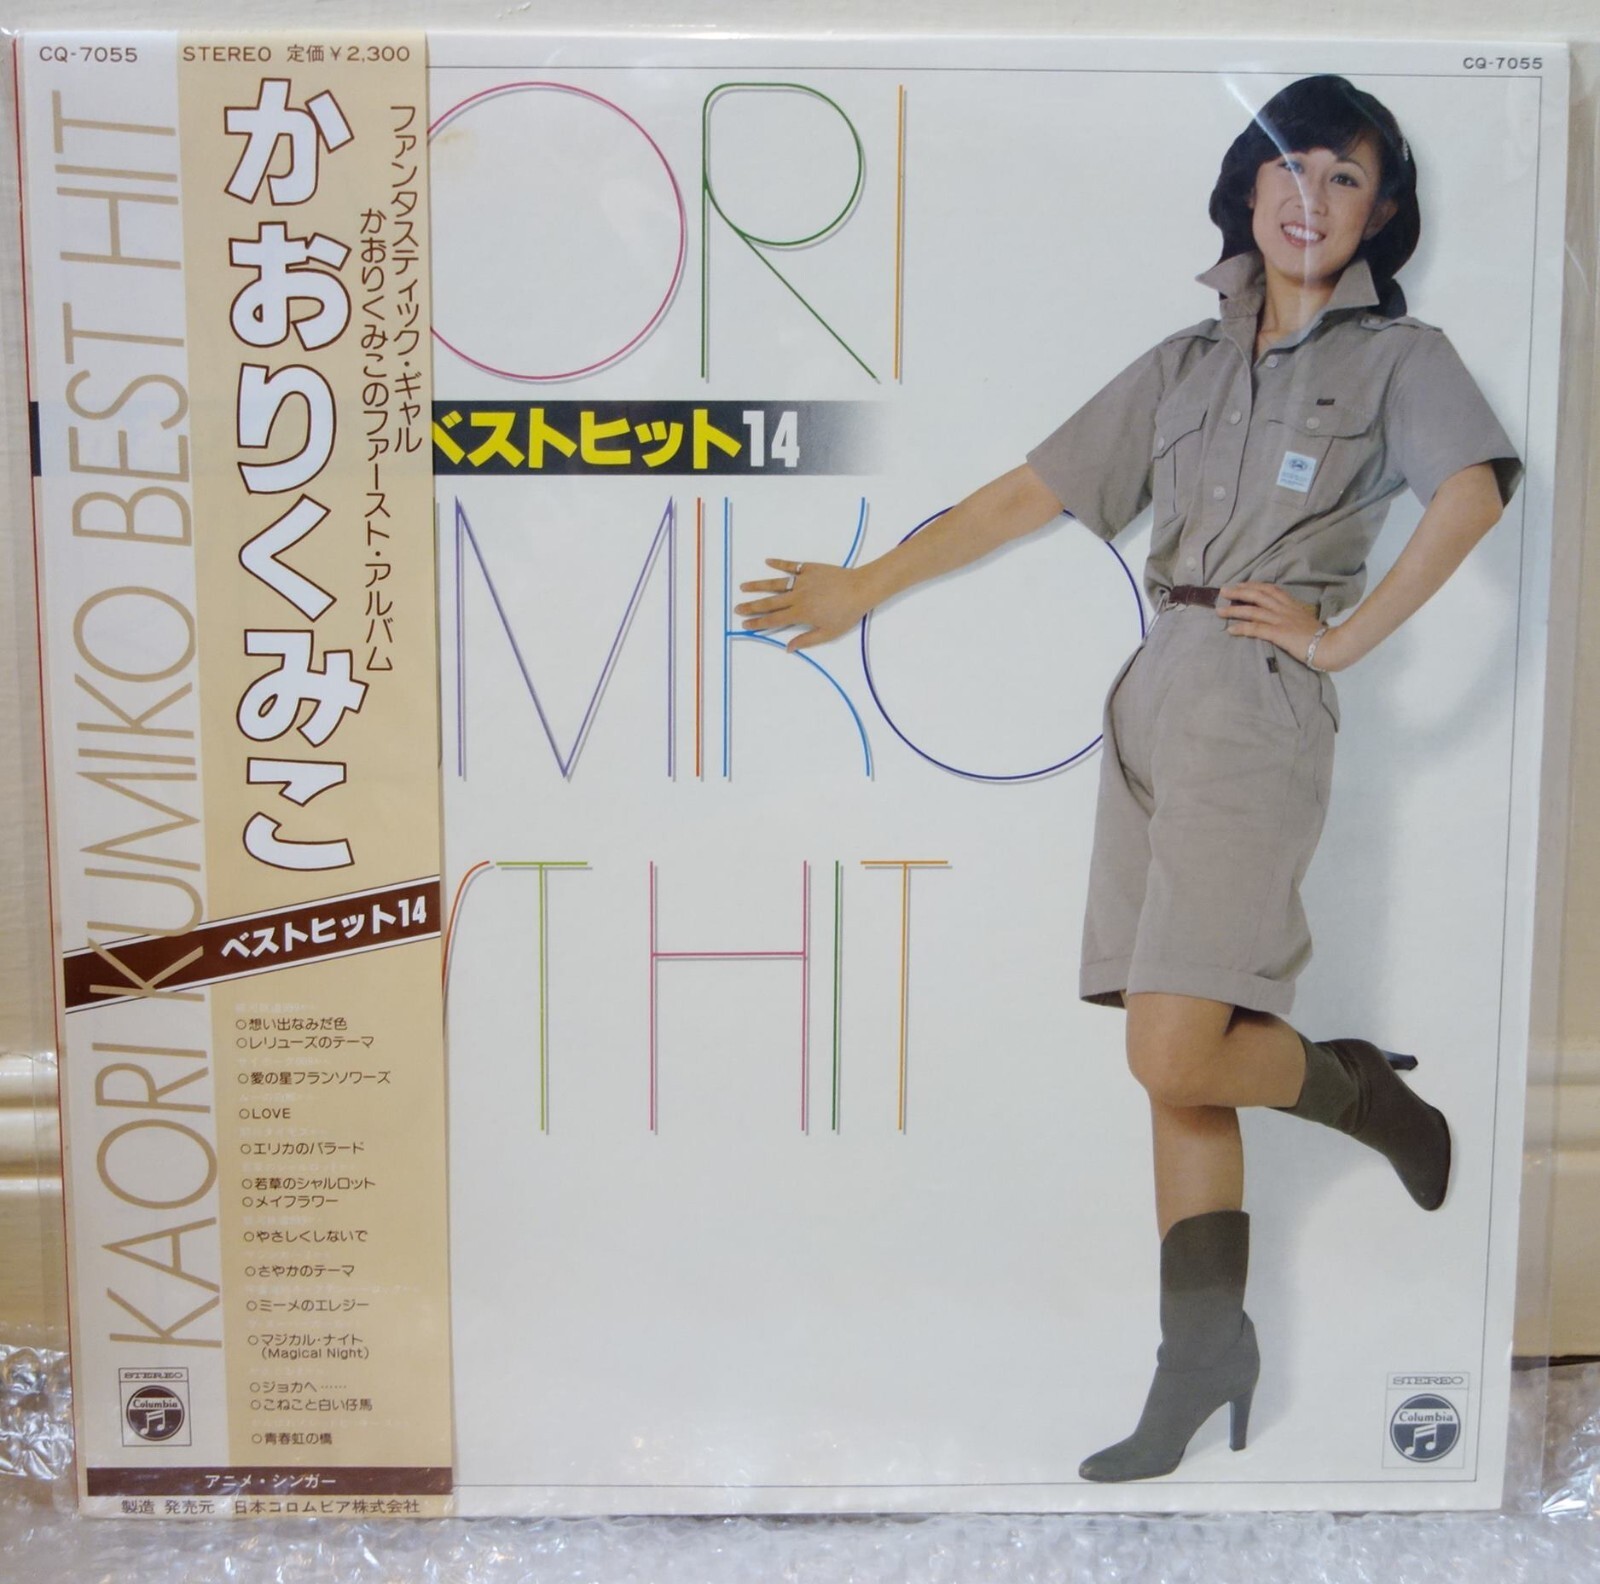 CQ-7055
STEREO 定価￥2,300
KAORI KUMIKO BEST HIT
ファンタスティック・ギャル
かおりくみこのファースト・アルバム
かおりくみこ
ベストヒット14
○想い出なみだ色
○レリューズのテーマ
○愛の星フランソワーズ
○LOVE
○エリカのバラード
○若草のシャルロット
○メイフラワー
○やさしくしないで
○さやかのテーマ
○ミーメのエレジー
○マジカル・ナイト
(Magical Night)
○ジョカへ……
○こねこと白い仔馬
○青春虹の橋
STEREO
Columbia
アニメ・シンガー
製造 発売元 日本コロムビア株式会社
CQ-7055
ORI
ベストヒット14
MIKO
ST HIT
STEREO
Columbia